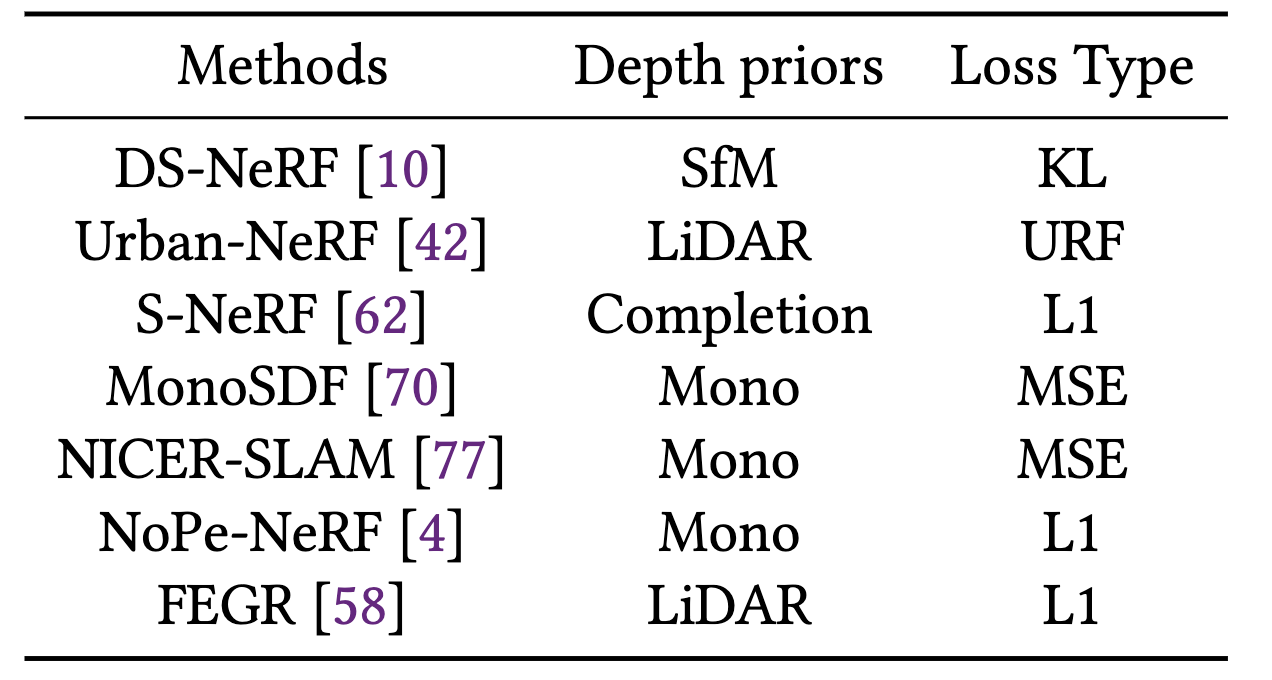 Methods Depth priors Loss Type
DS-NeRF [10] SfM KL
Urban-NeRF [42] LiDAR URF
S-NeRF [62] Completion L1
MonoSDF [70] Mono MSE
NICER-SLAM [77] Mono MSE
NoPe-NeRF [4] Mono L1
FEGR [58] LiDAR L1